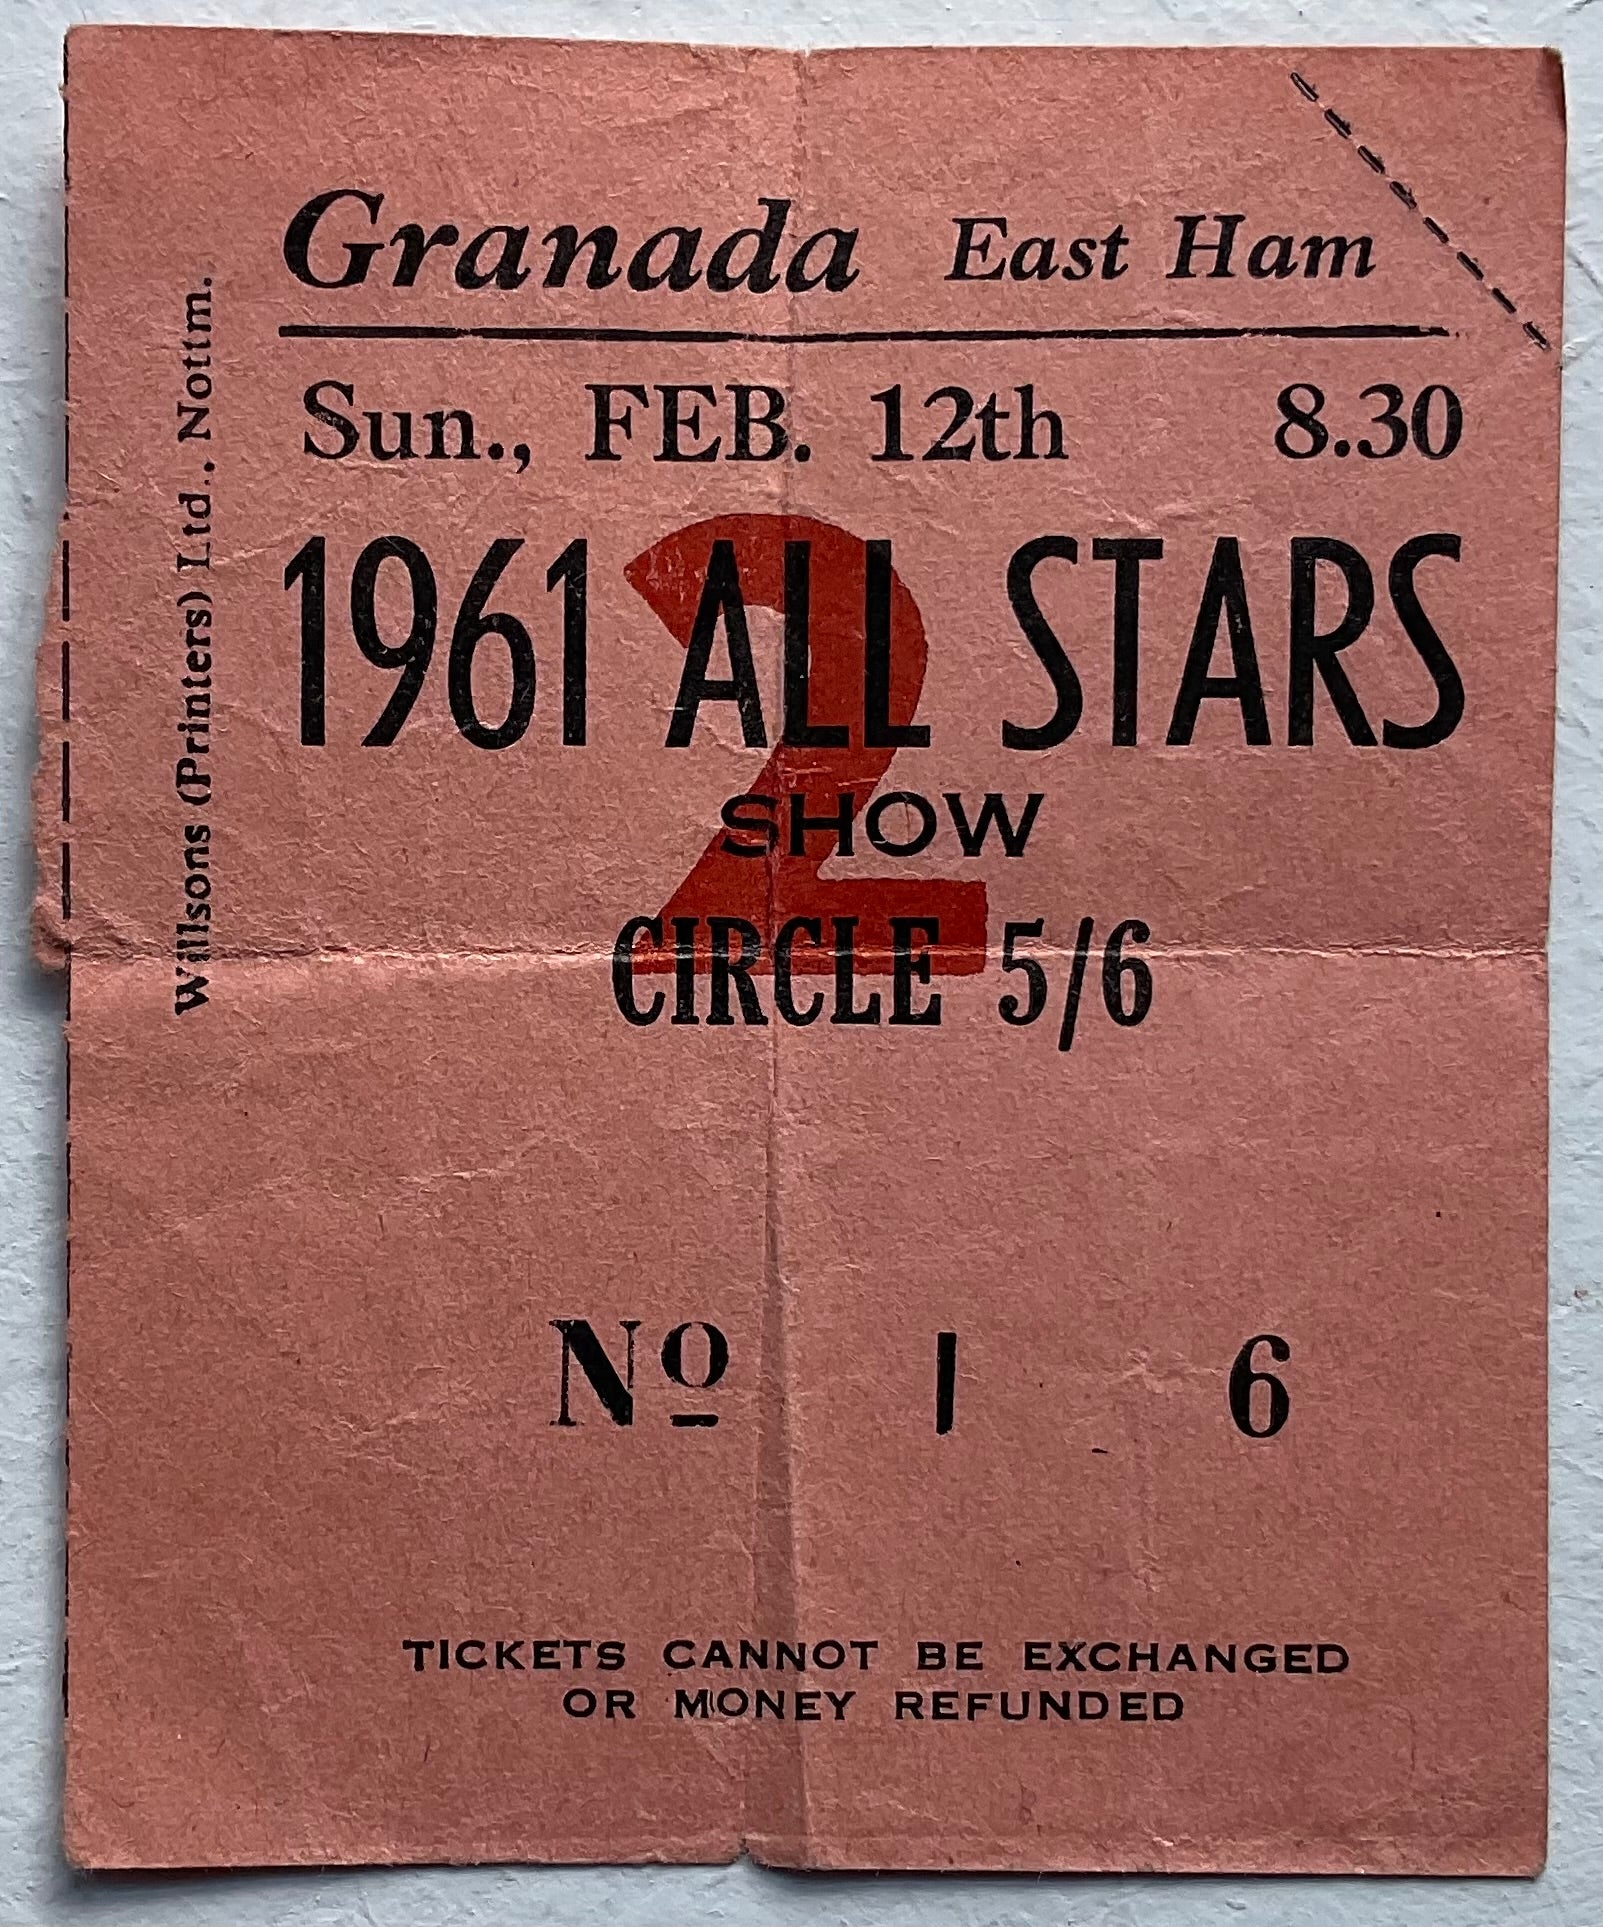 Granada East Ham
Sun., FEB. 12th 8.30
1961 ALL STARS
2
SHOW
CIRCLE 5/6
No 1 6
TICKETS CANNOT BE EXCHANGED
OR MONEY REFUNDED
Willsons (Printers) Ltd., Nottm.